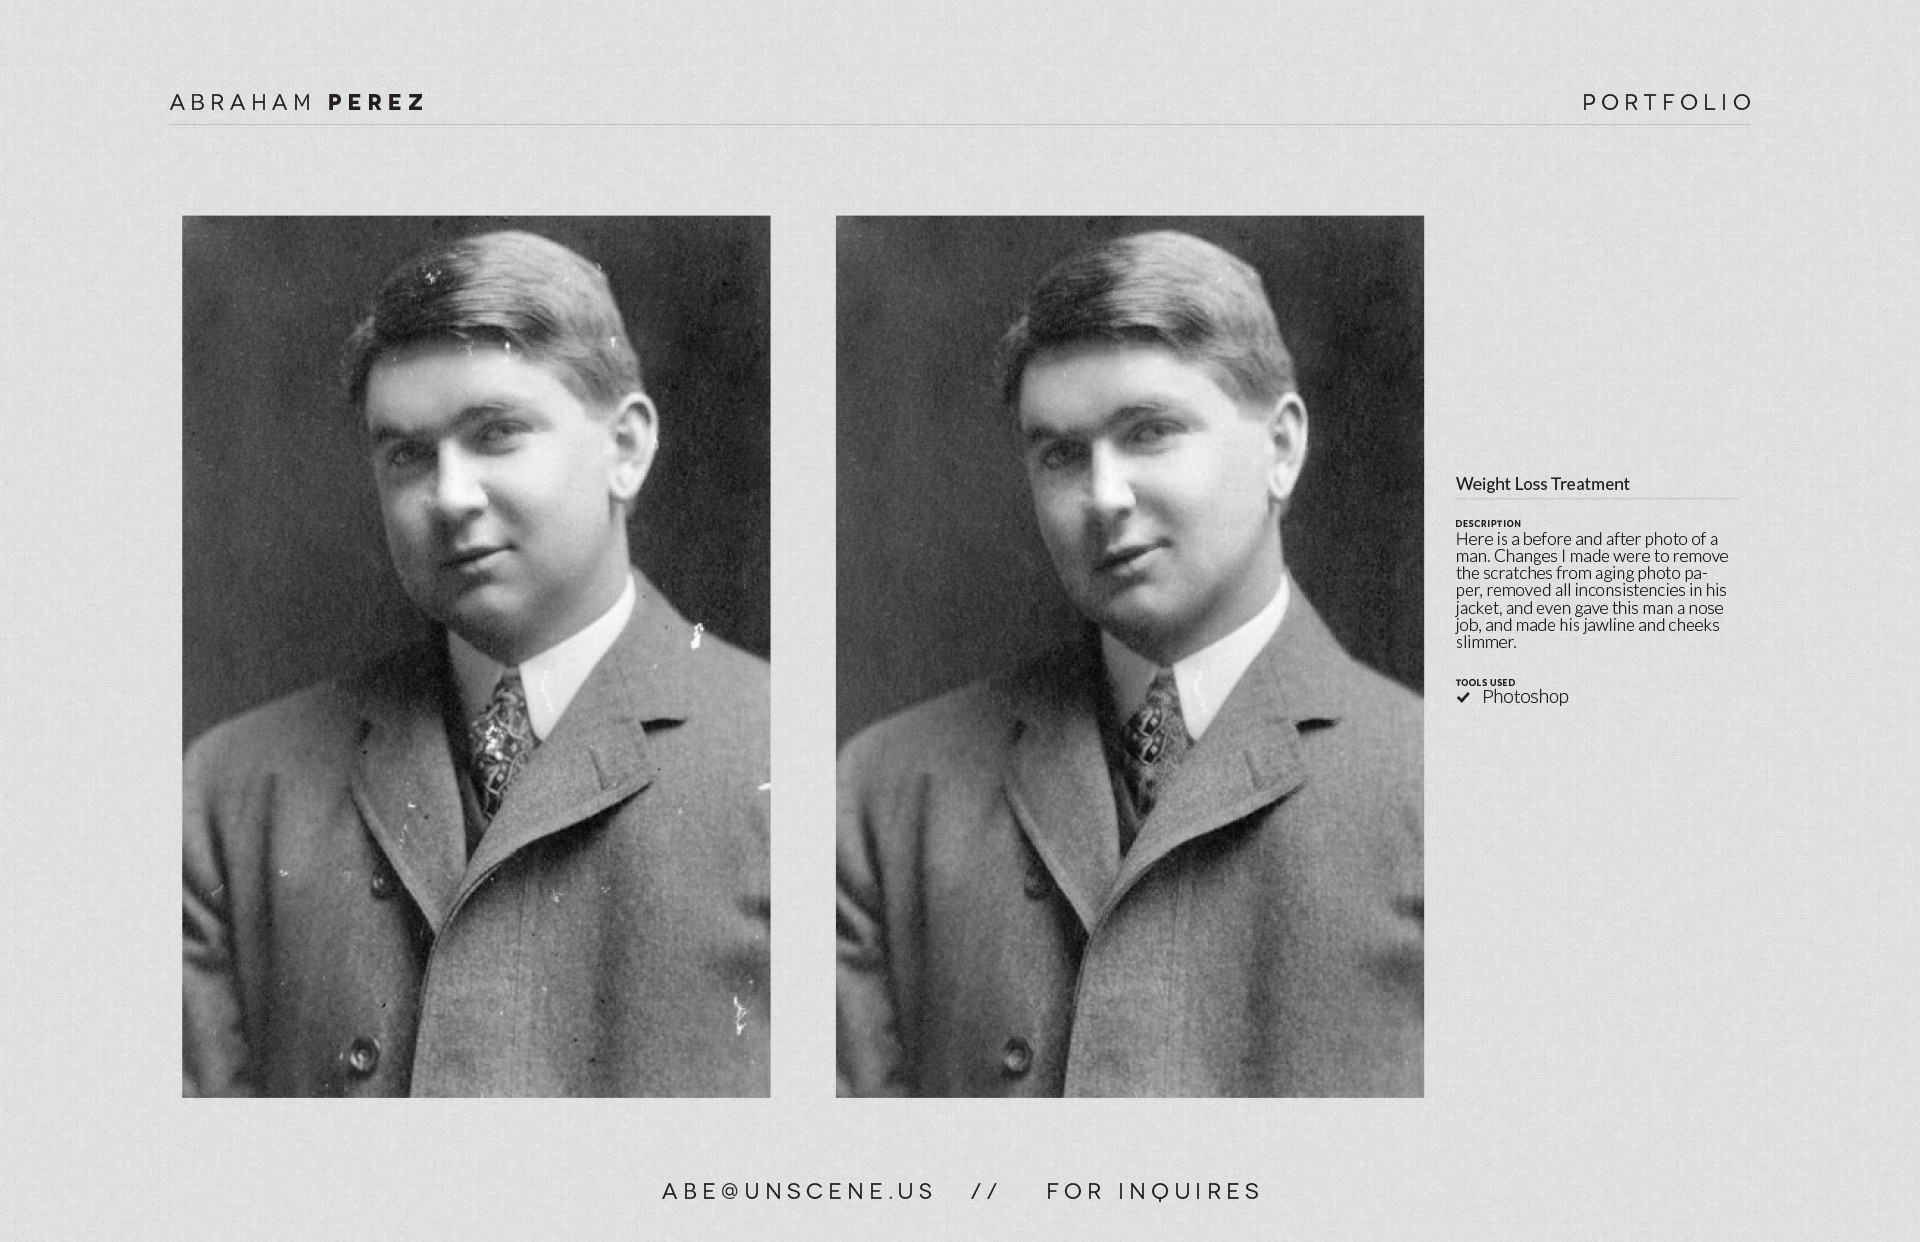 ABRAHAM PEREZ
PORTFOLIO
Weight Loss Treatment
DESCRIPTION
Here is a before and after photo of a
man. Changes I made were to remove
the scratches from aging photo pa-
per, removed all inconsistencies in his
jacket, and even gave this man a nose
job, and made his jawline and cheeks
slimmer.
TOOLS USED
✓ Photoshop
ABE@UNSCENE.US // FOR INQUIRES